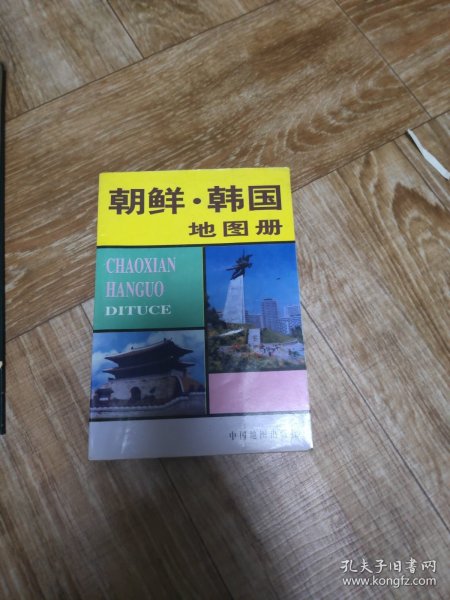 朝鲜·韩国
地图册
CHAOXIAN
HANGUO
DITUCE
中国地图出版社
孔夫子旧书网
www.kongfz.com